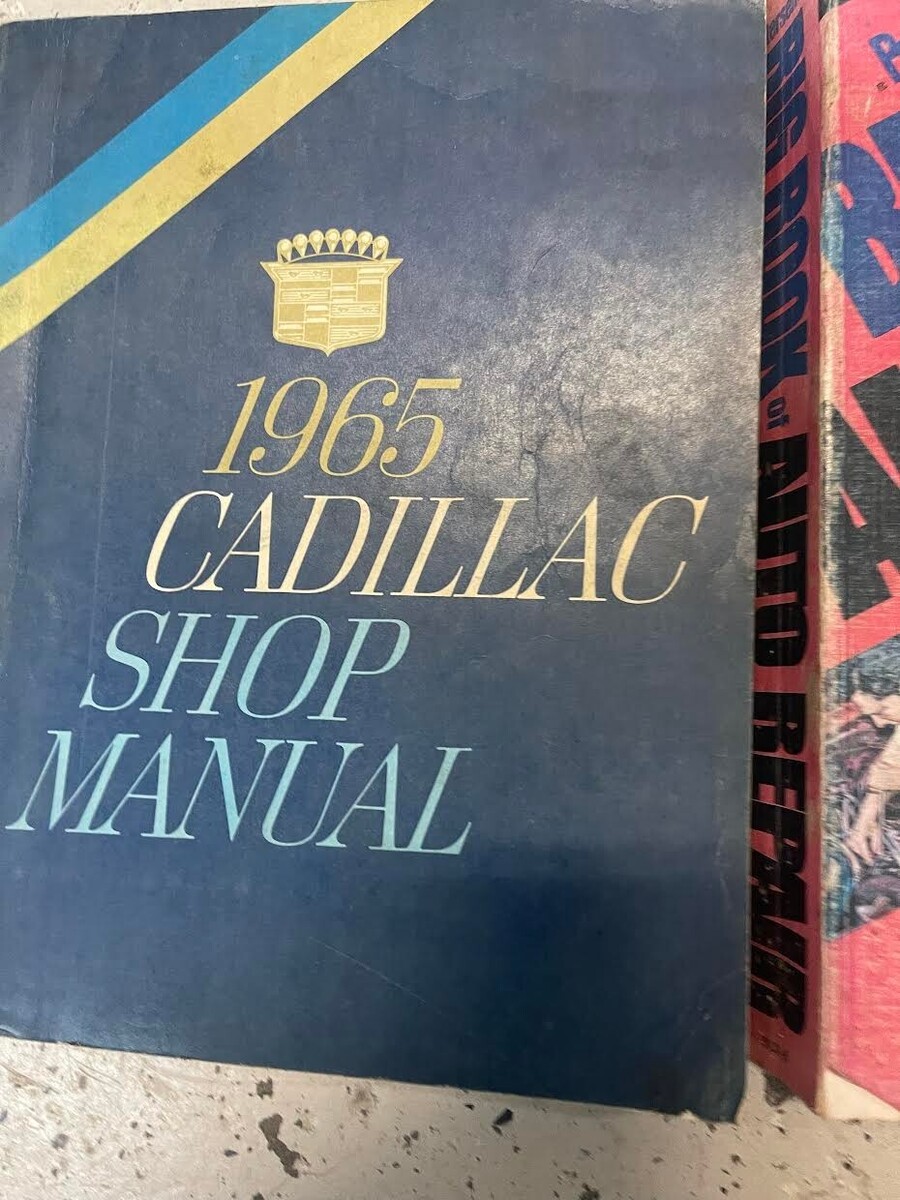 1965
CADILLAC
SHOP
MANUAL
BIG BOOK of AUTO REPAIR